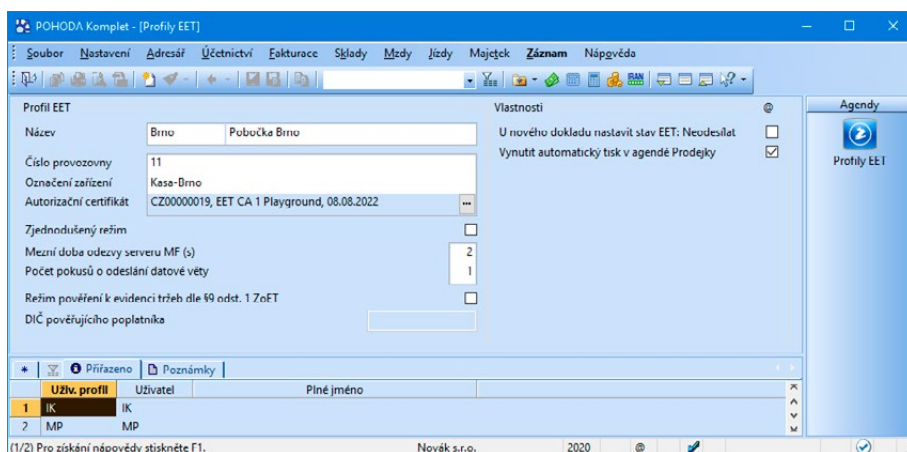 POHODA Komplet - [Profily EET]
Soubor Nastavení Adresář Účetnictví Fakturace Sklady Mzdy Jízdy Majetek Záznam Nápověda
IBAN
Profil EET
Vlastnosti @
Agendy
Název Brno Pobočka Brno
U nového dokladu nastavit stav EET: Neodesílat
Vynutit automatický tisk v agendě Prodejky
Profily EET
Číslo provozovny 11
Označení zařízení Kasa-Brno
Autorizační certifikát CZ00000019, EET CA 1 Playground, 08.08.2022 ...
Zjednodušený režim
Mezní doba odezvy serveru MF (s) 2
Počet pokusů o odeslání datové věty 1
Režim pověření k evidenci tržeb dle §9 odst. 1 ZoET
DIČ pověřujícího poplatníka
* Přiřazeno Poznámky
Uživ. profil Uživatel Plné jméno
1 IK IK
2 MP MP
(1/2) Pro získání nápovědy stiskněte F1. Novák s.r.o. 2020 @